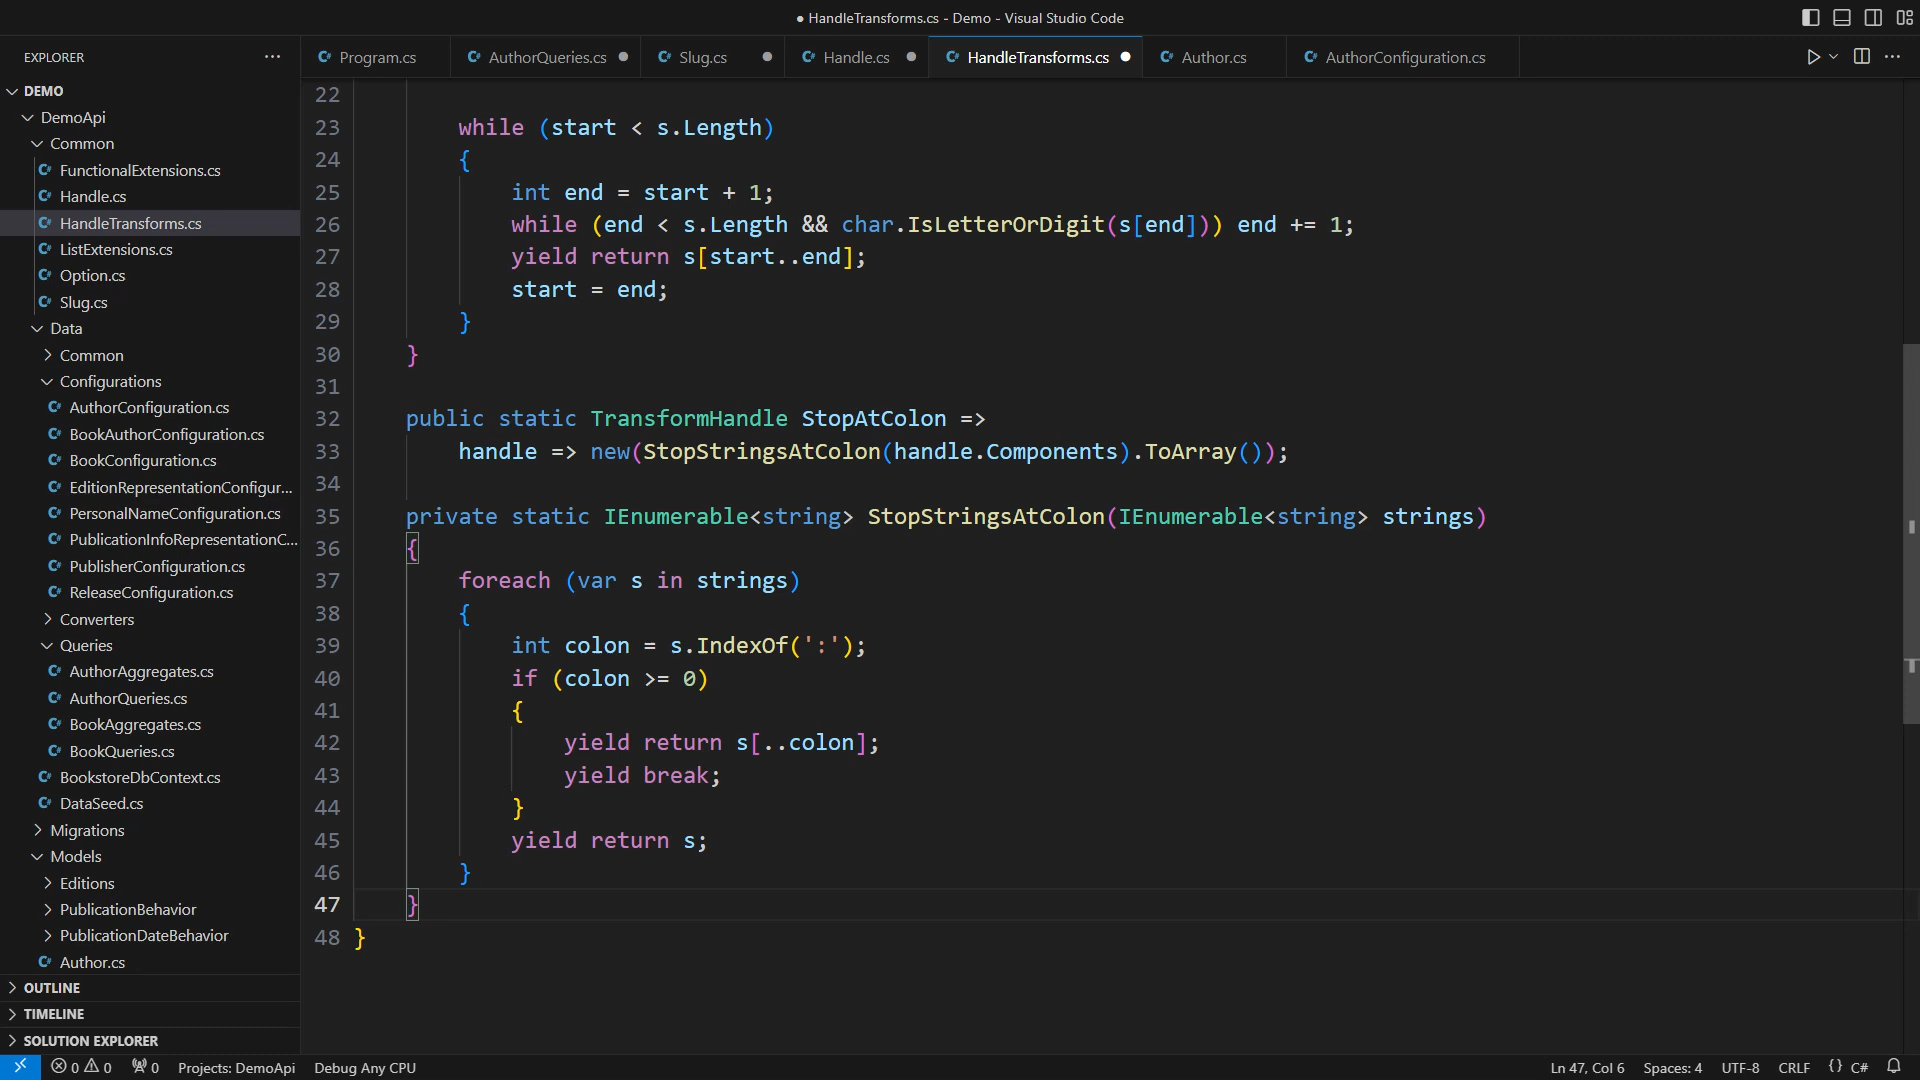 ● HandleTransforms.cs - Demo - Visual Studio Code
EXPLORER
Program.cs
AuthorQueries.cs
Slug.cs
Handle.cs
HandleTransforms.cs
Author.cs
AuthorConfiguration.cs
DEMO
DemoApi
Common
FunctionalExtensions.cs
Handle.cs
HandleTransforms.cs
ListExtensions.cs
Option.cs
Slug.cs
Data
Common
Configurations
AuthorConfiguration.cs
BookAuthorConfiguration.cs
BookConfiguration.cs
EditionRepresentationConfigur...
PersonalNameConfiguration.cs
PublicationInfoRepresentationC...
PublisherConfiguration.cs
ReleaseConfiguration.cs
Converters
Queries
AuthorAggregates.cs
AuthorQueries.cs
BookAggregates.cs
BookQueries.cs
BookstoreDbContext.cs
DataSeed.cs
Migrations
Models
Editions
PublicationBehavior
PublicationDateBehavior
Author.cs
OUTLINE
TIMELINE
SOLUTION EXPLORER
22
23 while (start < s.Length)
24 {
25 int end = start + 1;
26 while (end < s.Length && char.IsLetterOrDigit(s[end])) end += 1;
27 yield return s[start..end];
28 start = end;
29 }
30 }
31
32 public static TransformHandle StopAtColon =>
33 handle => new(StopStringsAtColon(handle.Components).ToArray());
34
35 private static IEnumerable<string> StopStringsAtColon(IEnumerable<string> strings)
36 {
37 foreach (var s in strings)
38 {
39 int colon = s.IndexOf(':');
40 if (colon >= 0)
41 {
42 yield return s[..colon];
43 yield break;
44 }
45 yield return s;
46 }
47 }
48 }
0 0 0 Projects: DemoApi Debug Any CPU Ln 47, Col 6 Spaces: 4 UTF-8 CRLF {} C#